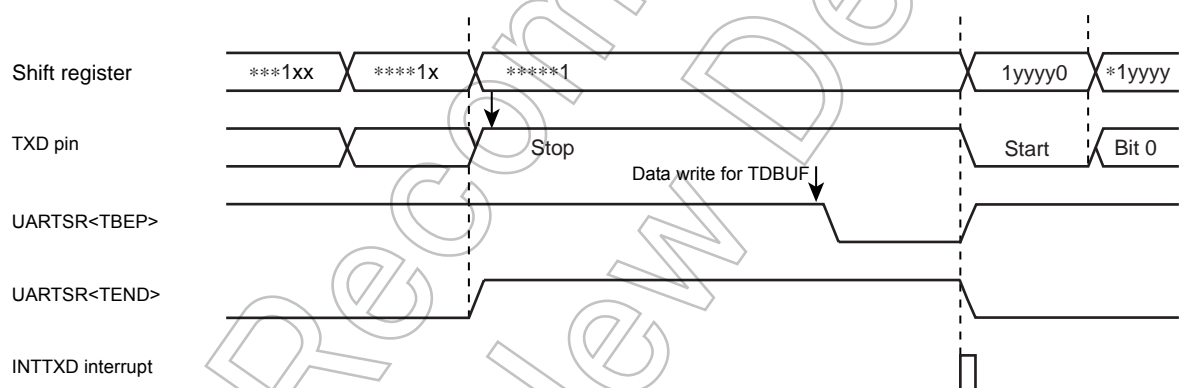 Shift register ***1xx ****1x *****1 1yyyy0 *1yyyy
TXD pin Stop Start Bit 0
Data write for TDBUF
UARTSR<TBEP>
UARTSR<TEND>
INTTXD interrupt